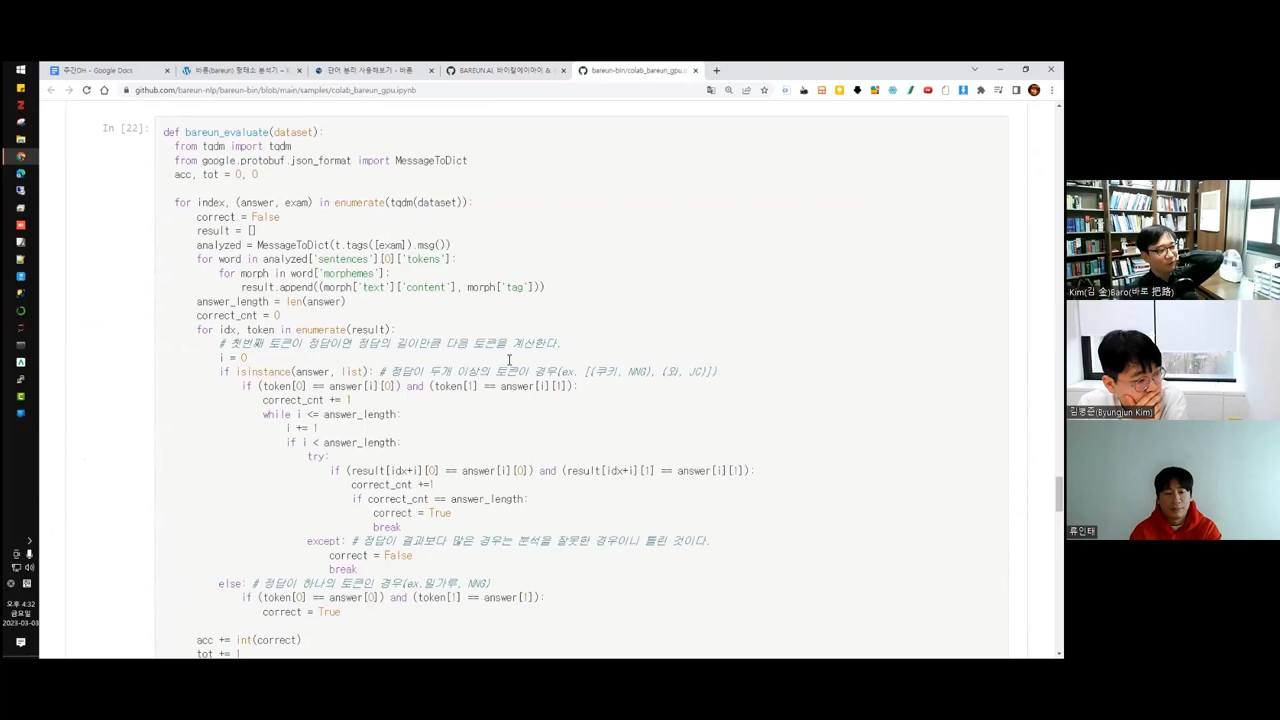 주간DH - Google Docs
바른(bareun) 형태소 분석기 –
단어 분리 사용해보기 - 바른
BAREUN.AI, 바이칼에이아이 &
bareun-bin/colab_bareun_gpu.ip
github.com/bareun-nlp/bareun-bin/blob/main/samples/colab_bareun_gpu.ipynb
In [22]:
def bareun_evaluate(dataset):
from tqdm import tqdm
from google.protobuf.json_format import MessageToDict
acc, tot = 0, 0
for index, (answer, exam) in enumerate(tqdm(dataset)):
correct = False
result = []
analyzed = MessageToDict(t.tags([exam]).msg())
for word in analyzed['sentences'][0]['tokens']:
for morph in word['morphemes']:
result.append((morph['text']['content'], morph['tag']))
answer_length = len(answer)
correct_cnt = 0
for idx, token in enumerate(result):
# 첫번째 토큰이 정답이면 정답의 길이만큼 다음 토큰을 계산한다.
i = 0
if isinstance(answer, list): # 정답이 두개 이상의 토큰이 경우(ex. [(쿠키, NNG), (와, JC)])
if (token[0] == answer[i][0]) and (token[1] == answer[i][1]):
correct_cnt += 1
while i <= answer_length:
i += 1
if i < answer_length:
try:
if (result[idx+i][0] == answer[i][0]) and (result[idx+i][1] == answer[i][1]):
correct_cnt +=1
if correct_cnt == answer_length:
correct = True
break
except: # 정답이 결과보다 많은 경우는 분석을 잘못한 경우이니 틀린 것이다.
correct = False
break
else: # 정답이 하나의 토큰인 경우(ex.밀가루, NNG)
if (token[0] == answer[0]) and (token[1] == answer[1]):
correct = True
acc += int(correct)
tot += 1
오후 4:32
금요일
2023-03-03
Kim(김 金)Baro(바로 把路)
김병준(Byungjun Kim)
류인태